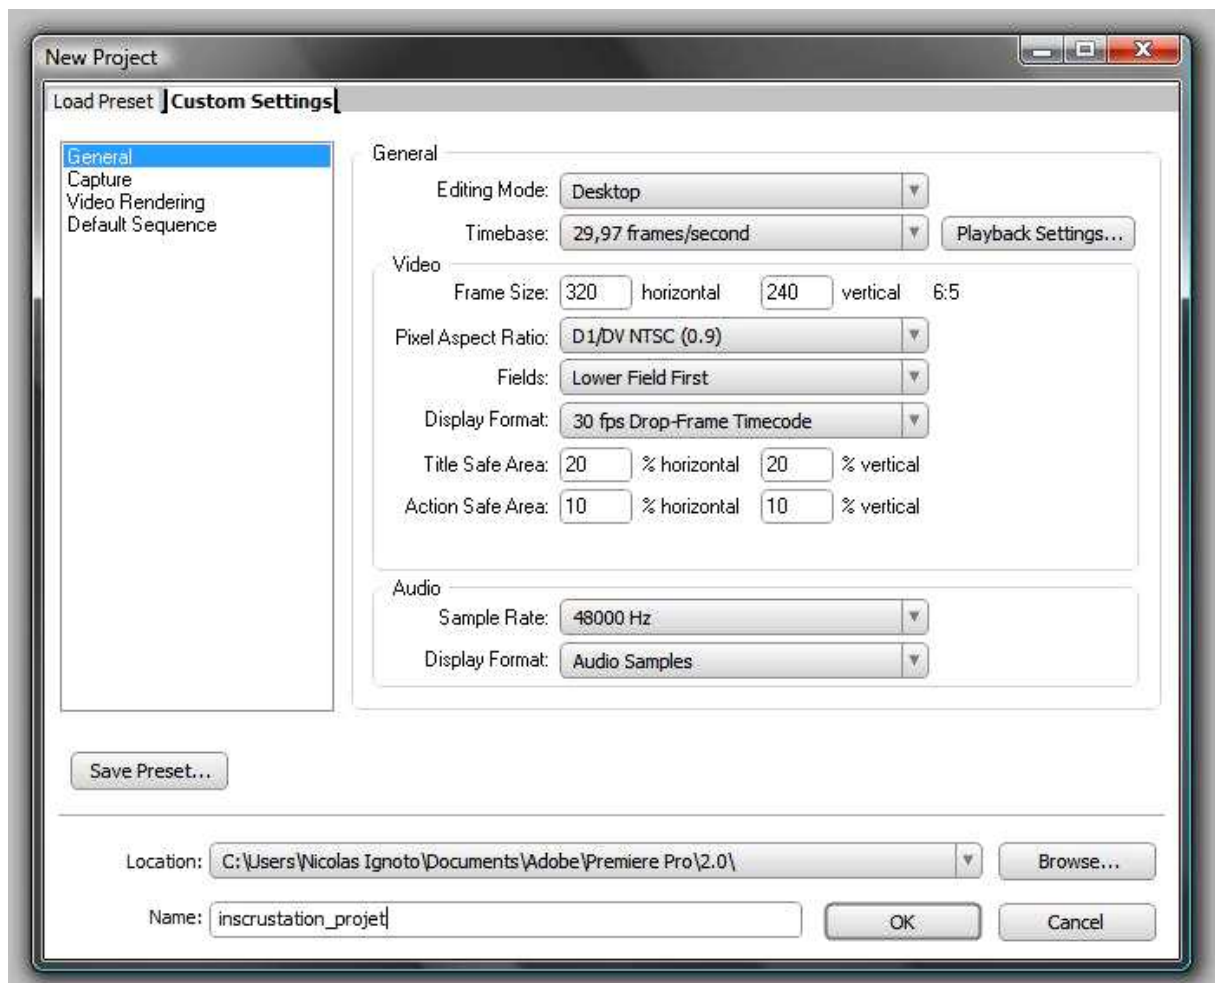 New Project
Load Preset Custom Settings
General
Capture
Video Rendering
Default Sequence
General
Editing Mode: Desktop
Timebase: 29,97 frames/second Playback Settings...
Video
Frame Size: 320 horizontal 240 vertical 6:5
Pixel Aspect Ratio: D1/DV NTSC (0.9)
Fields: Lower Field First
Display Format: 30 fps Drop-Frame Timecode
Title Safe Area: 20 % horizontal 20 % vertical
Action Safe Area: 10 % horizontal 10 % vertical
Audio
Sample Rate: 48000 Hz
Display Format: Audio Samples
Save Preset...
Location: C:\Users\Nicolas Ignoto\Documents\Adobe\Premiere Pro\2.0\ Browse...
Name: inscrustation_projet OK Cancel